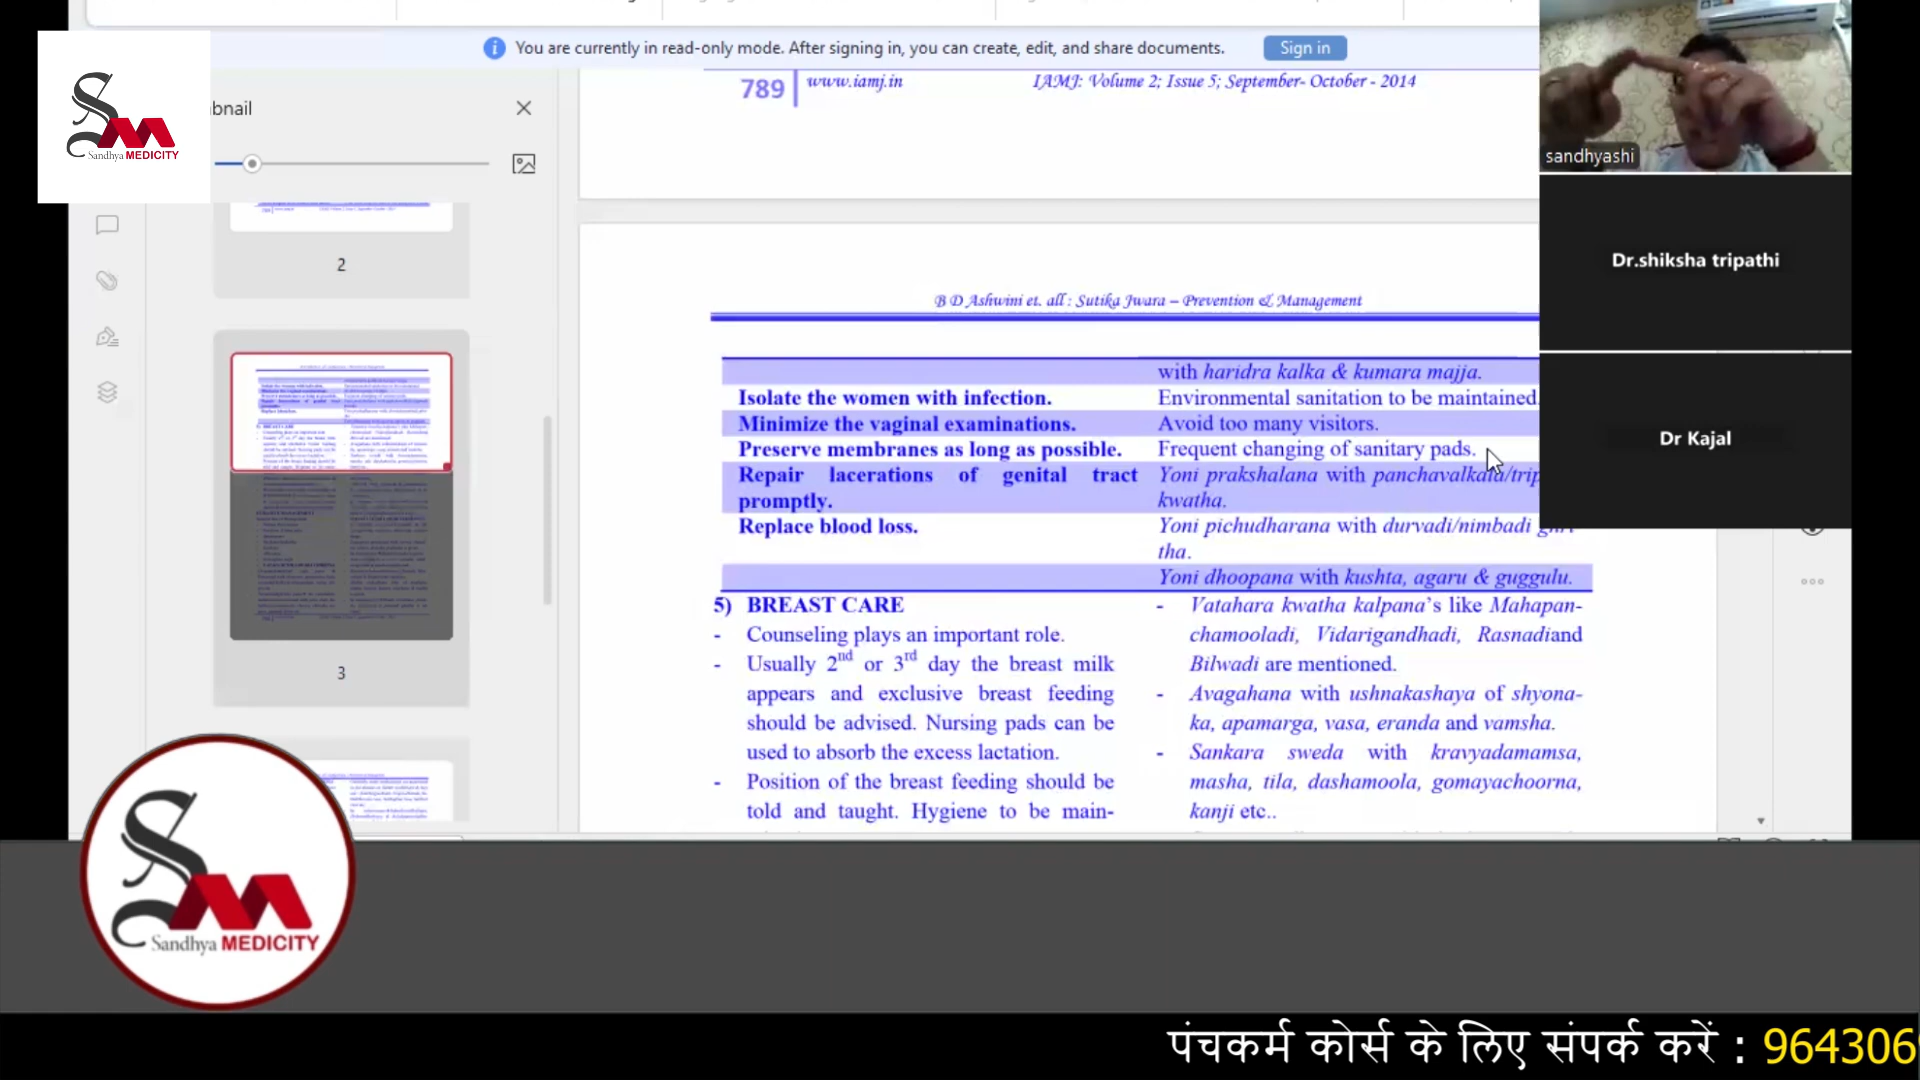 You are currently in read-only mode. After signing in, you can create, edit, and share documents.
Sign in
789
www.iamj.in
IAMJ: Volume 2; Issue 5; September- October - 2014
Sandhya MEDICITY
bnail
2
3
sandhyashi
Dr.shiksha tripathi
Dr Kajal
B D Ashwini et. all : Sutika Jwara – Prevention & Management
with haridra kalka & kumara majja.
Isolate the women with infection.
Environmental sanitation to be maintained.
Minimize the vaginal examinations.
Avoid too many visitors.
Preserve membranes as long as possible.
Frequent changing of sanitary pads.
Repair lacerations of genital tract
promptly.
Yoni prakshalana with panchavalkala/trip
kwatha.
Replace blood loss.
Yoni pichudharana with durvadi/nimbadi ghri-
tha.
Yoni dhoopana with kushta, agaru & guggulu.
5) BREAST CARE
- Counseling plays an important role.
- Usually 2nd or 3rd day the breast milk
appears and exclusive breast feeding
should be advised. Nursing pads can be
used to absorb the excess lactation.
- Position of the breast feeding should be
told and taught. Hygiene to be main-
- Vatahara kwatha kalpana's like Mahapan-
chamooladi, Vidarigandhadi, Rasnadiand
Bilwadi are mentioned.
- Avagahana with ushnakashaya of shyona-
ka, apamarga, vasa, eranda and vamsha.
- Sankara sweda with kravyadamamsa,
masha, tila, dashamoola, gomayachoorna,
kanji etc..
Sandhya MEDICITY
पंचकर्म कोर्स के लिए संपर्क करें : 964306